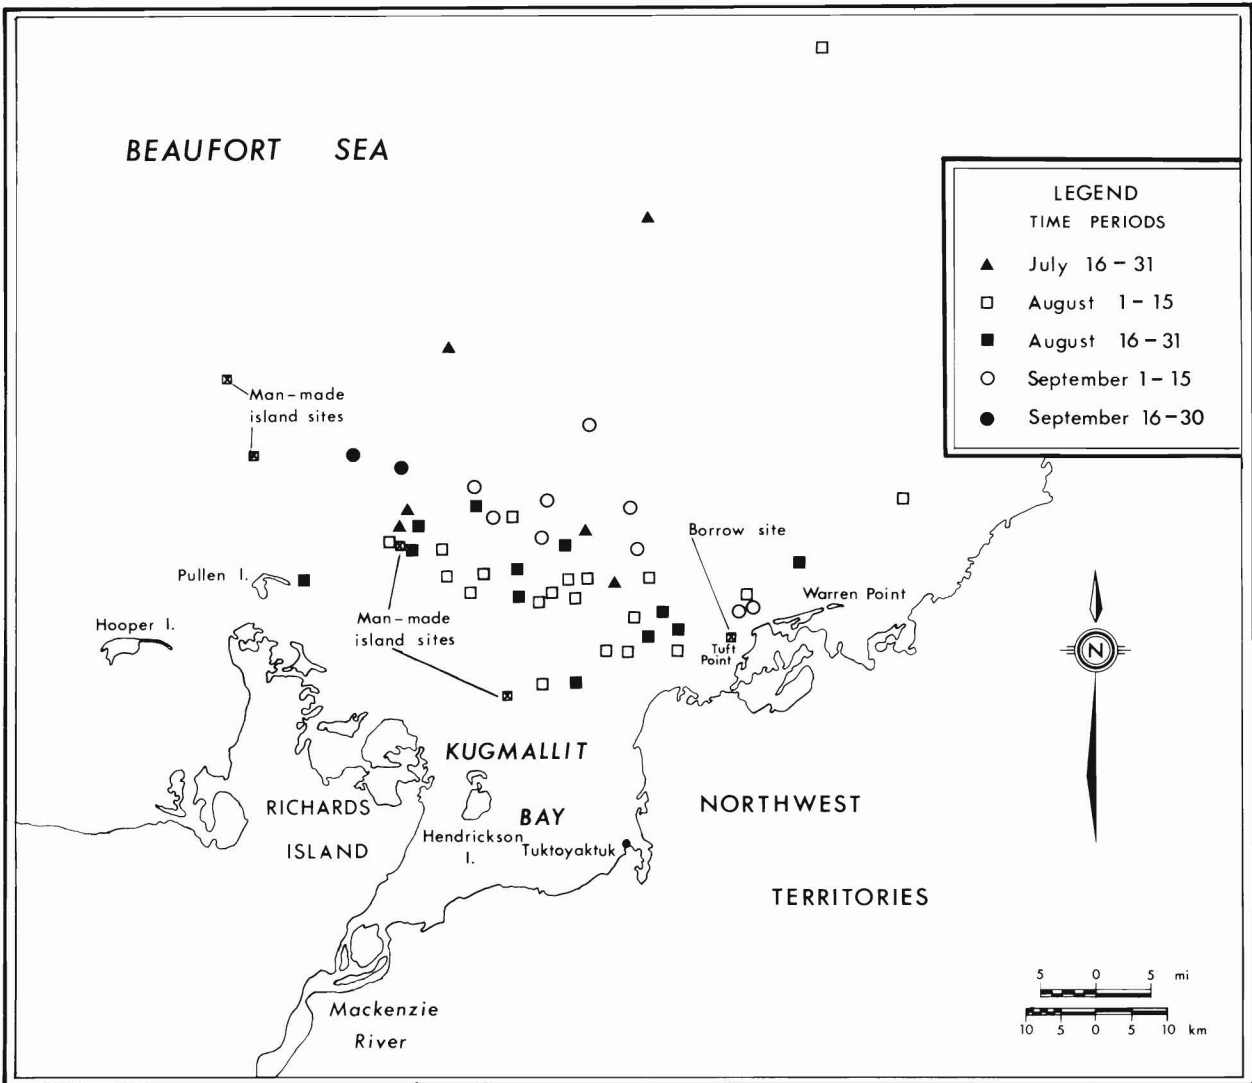 BEAUFORT SEA
LEGEND
TIME PERIODS
July 16-31
August 1-15
August 16-31
September 1-15
September 16-30
Man-made
island sites
Borrow site
Pullen I.
Warren Point
Hooper I.
Man-made
island sites
Tuft
Point
N
KUGMALLIT
BAY
RICHARDS
ISLAND
NORTHWEST
TERRITORIES
Hendrickson
I.
Tuktoyaktuk
Mackenzie
River
5 0 5 mi
10 5 0 5 10 km